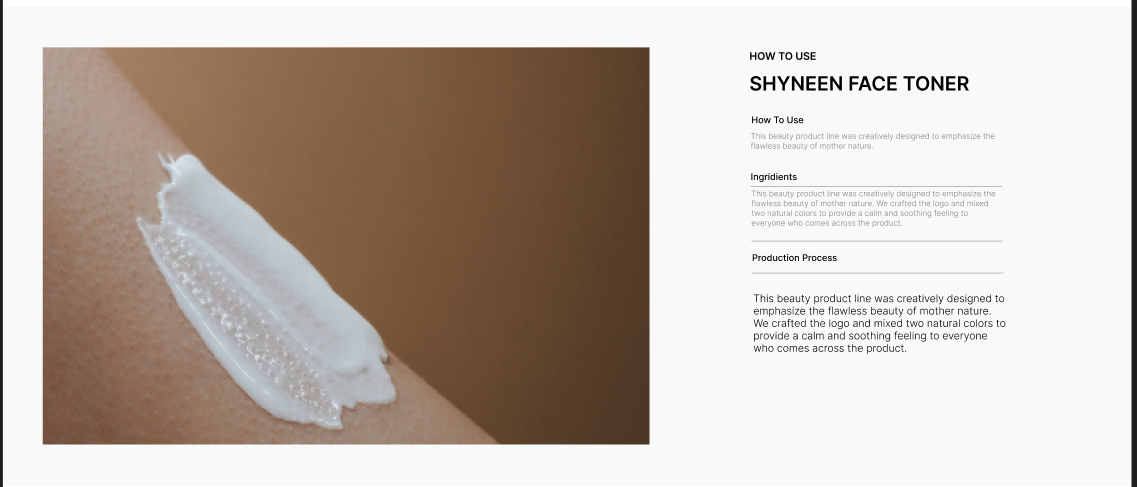 HOW TO USE
SHYNEEN FACE TONER
How To Use
This beauty product line was creatively designed to emphasize the
flawless beauty of mother nature.
Ingridients
This beauty product line was creatively designed to emphasize the
flawless beauty of mother nature. We crafted the logo and mixed
two natural colors to provide a calm and soothing feeling to
everyone who comes across the product.
Production Process
This beauty product line was creatively designed to
emphasize the flawless beauty of mother nature.
We crafted the logo and mixed two natural colors to
provide a calm and soothing feeling to everyone
who comes across the product.